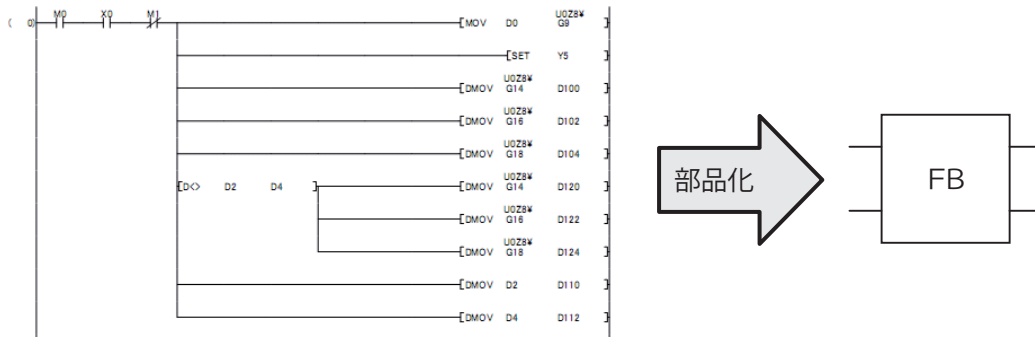 M0 X0 M1 U0Z8¥
( 0) [MOV D0 G9 ]
[SET Y5 ]
U0Z8¥
[DMOV G14 D100 ]
U0Z8¥
[DMOV G16 D102 ]
U0Z8¥
[DMOV G18 D104 ]
U0Z8¥
[D<> D2 D4 ] [DMOV G14 D120 ]
U0Z8¥
[DMOV G16 D122 ]
U0Z8¥
[DMOV G18 D124 ]
[DMOV D2 D110 ]
[DMOV D4 D112 ]
部品化
FB